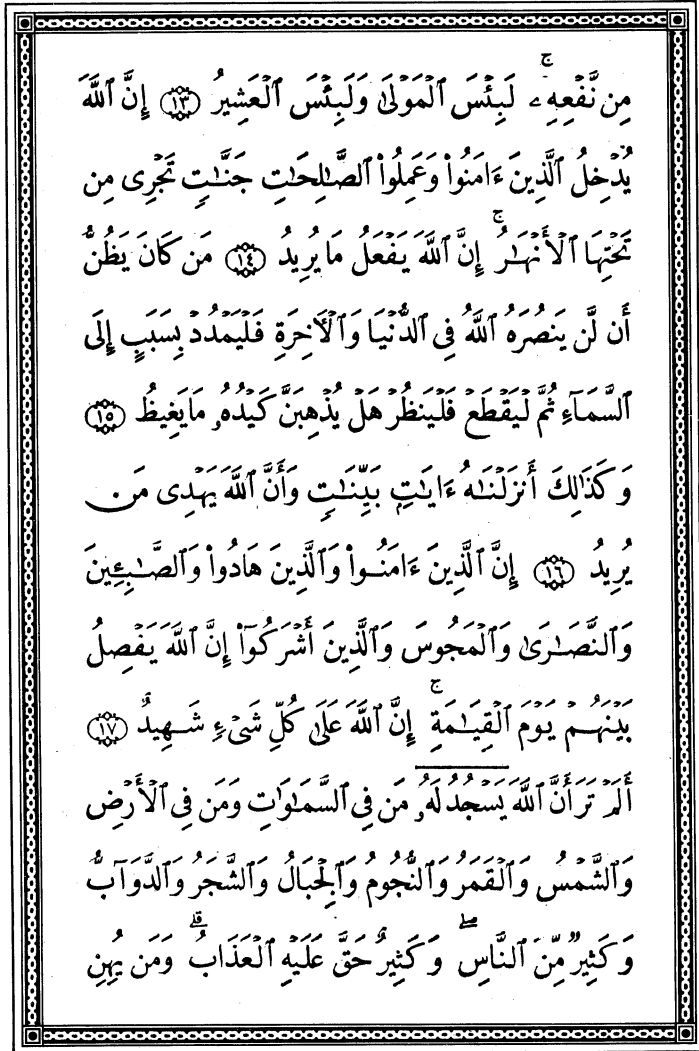 مِن نَّفۡعِهِۦۚ لَبِئۡسَ ٱلۡمَوۡلَىٰ وَلَبِئۡسَ ٱلۡعَشِيرُ ١٣ إِنَّ ٱللَّهَ
يُدۡخِلُ ٱلَّذِينَ ءَامَنُواْ وَعَمِلُواْ ٱلصَّٰلِحَٰتِ جَنَّٰتٖ تَجۡرِي مِن
تَحۡتِهَا ٱلۡأَنۡهَٰرُۚ إِنَّ ٱللَّهَ يَفۡعَلُ مَا يُرِيدُ ١٤ مَن كَانَ يَظُنُّ
أَن لَّن يَنصُرَهُ ٱللَّهُ فِي ٱلدُّنۡيَا وَٱلۡأٓخِرَةِ فَلۡيَمۡدُدۡ بِسَبَبٍ إِلَى
ٱلسَّمَآءِ ثُمَّ لۡيَقۡطَعۡ فَلۡيَنظُرۡ هَلۡ يُذۡهِبَنَّ كَيۡدُهُۥ مَا يَغِيظُ ١٥
وَكَذَٰلِكَ أَنزَلۡنَٰهُ ءَايَٰتِۭ بَيِّنَٰتٖ وَأَنَّ ٱللَّهَ يَهۡدِي مَن
يُرِيدُ ١٦ إِنَّ ٱلَّذِينَ ءَامَنُواْ وَٱلَّذِينَ هَادُواْ وَٱلصَّٰبِـِٔينَ
وَٱلنَّصَٰرَىٰ وَٱلۡمَجُوسَ وَٱلَّذِينَ أَشۡرَكُوٓاْ إِنَّ ٱللَّهَ يَفۡصِلُ
بَيۡنَهُمۡ يَوۡمَ ٱلۡقِيَٰمَةِۚ إِنَّ ٱللَّهَ عَلَىٰ كُلِّ شَيۡءٖ شَهِيدٌ ١٧
أَلَمۡ تَرَ أَنَّ ٱللَّهَ يَسۡجُدُۤ لَهُۥۤ مَن فِي ٱلسَّمَٰوَٰتِ وَمَن فِي ٱلۡأَرۡضِ
وَٱلشَّمۡسُ وَٱلۡقَمَرُ وَٱلنُّجُومُ وَٱلۡجِبَالُ وَٱلشَّجَرُ وَٱلدَّوَآبُّ
وَكَثِيرٞ مِّنَ ٱلنَّاسِۖ وَكَثِيرٌ حَقَّ عَلَيۡهِ ٱلۡعَذَابُۗ وَمَن يُهِنِ